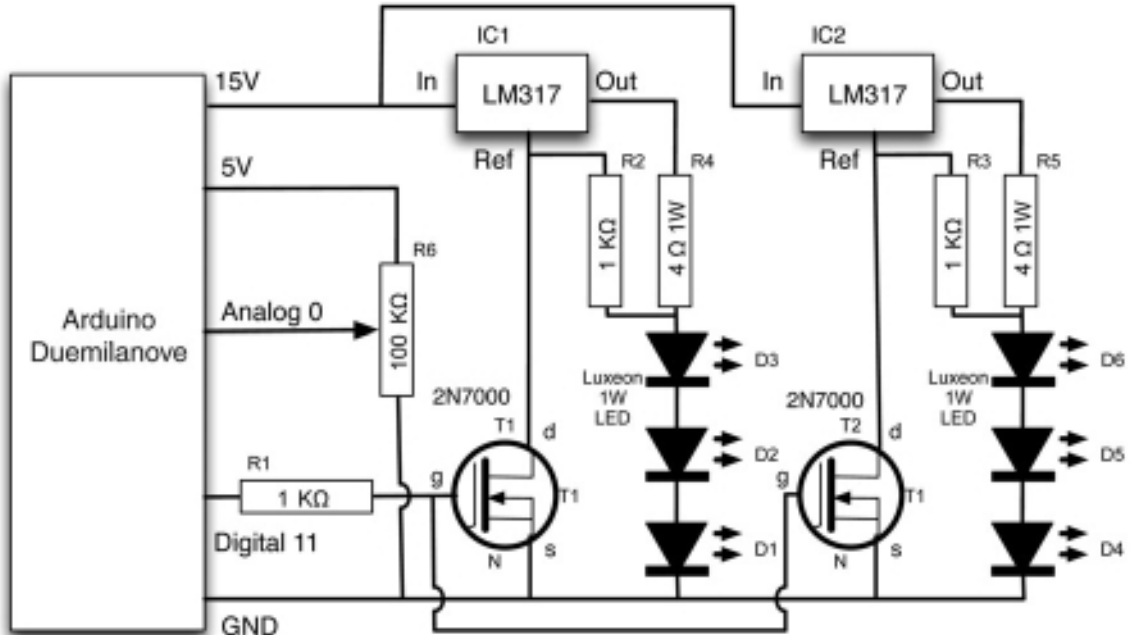 IC1
IC2
15V
In
LM317
Out
In
LM317
Out
5V
Ref
R2
R4
Ref
R3
R5
R6
1 KΩ
4 Ω 1W
1 KΩ
4 Ω 1W
Arduino
Duemilanove
Analog 0
100 KΩ
D3
D6
Luxeon
1W
LED
Luxeon
1W
LED
2N7000
2N7000
T1
d
T2
d
D2
D5
R1
g
g
1 KΩ
T1
T1
Digital 11
s
s
N
N
D1
D4
GND